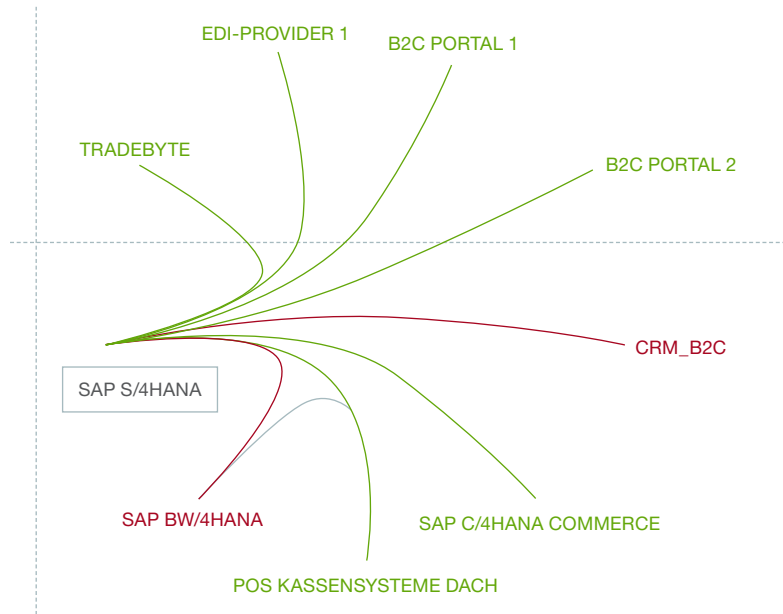 EDI-PROVIDER 1
B2C PORTAL 1
TRADEBYTE
B2C PORTAL 2
CRM_B2C
SAP S/4HANA
SAP BW/4HANA
SAP C/4HANA COMMERCE
POS KASSENSYSTEME DACH